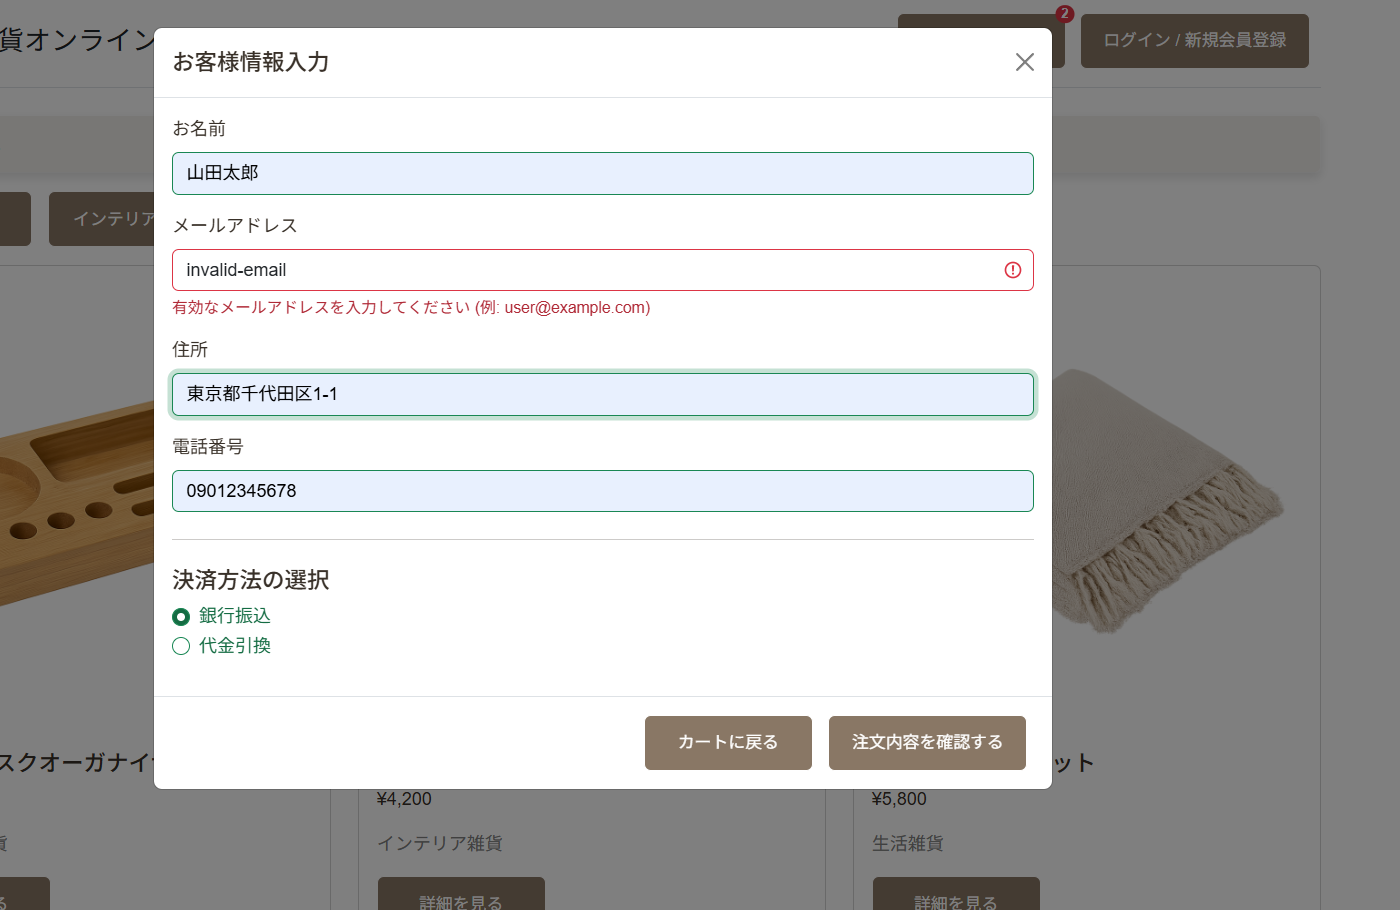 貨オンライン
2
ログイン / 新規会員登録
お客様情報入力
お名前
山田太郎
インテリア
メールアドレス
invalid-email
有効なメールアドレスを入力してください (例: user@example.com)
住所
東京都千代田区1-1
電話番号
09012345678
決済方法の選択
銀行振込
代金引換
カートに戻る
注文内容を確認する
スクオーガナイ
ット
¥4,200
¥5,800
貨
インテリア雑貨
生活雑貨
る
詳細を見る
詳細を見る